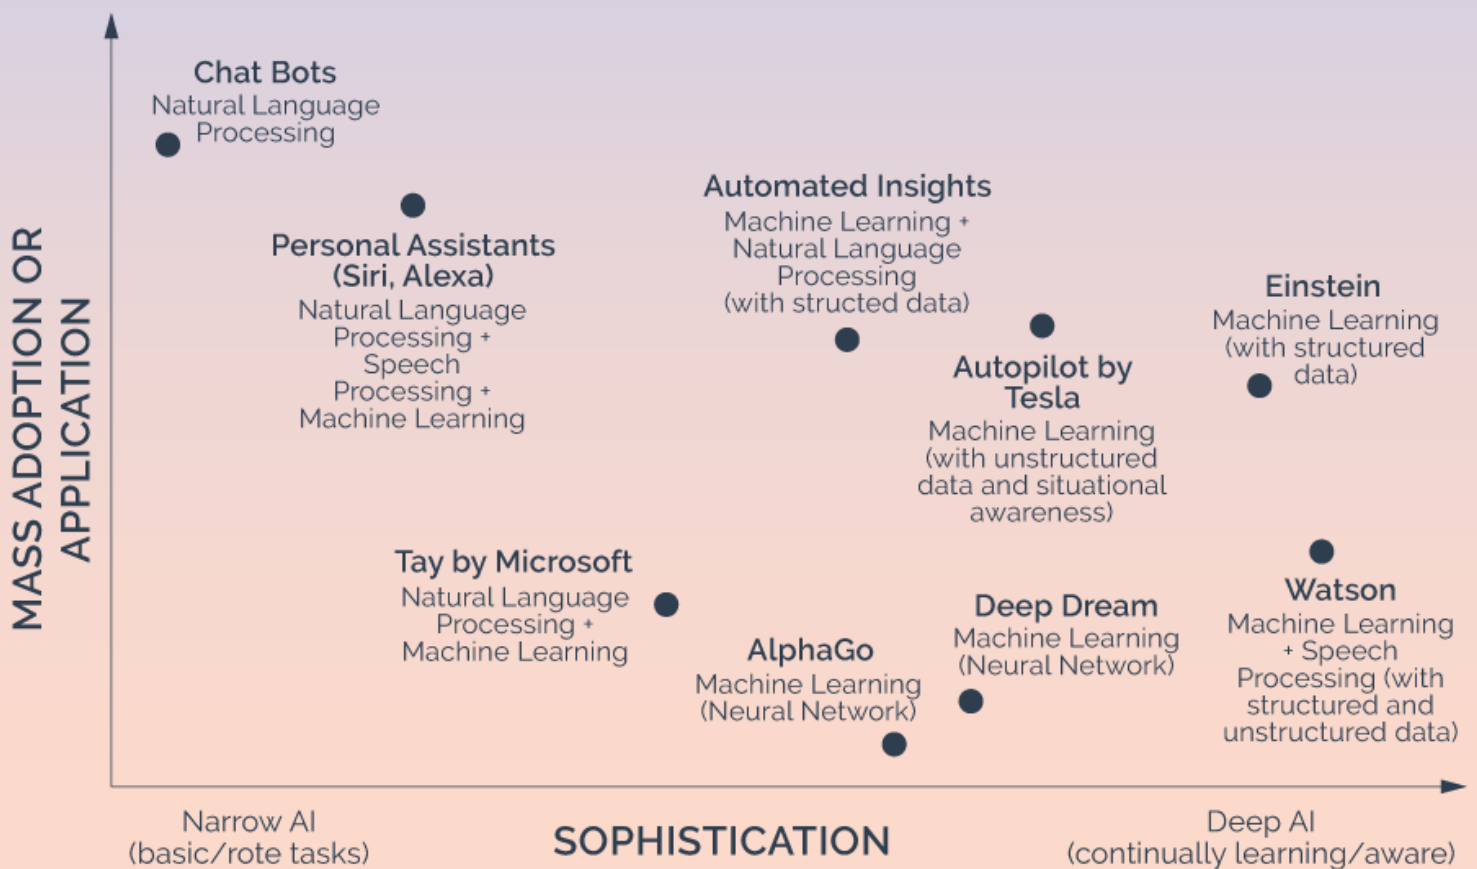 Chat Bots
Natural Language
Processing
Personal Assistants
(Siri, Alexa)
Natural Language
Processing +
Speech
Processing +
Machine Learning
Automated Insights
Machine Learning +
Natural Language
Processing
(with structed data)
Autopilot by
Tesla
Machine Learning
(with unstructured
data and situational
awareness)
Einstein
Machine Learning
(with structured
data)
Tay by Microsoft
Natural Language
Processing +
Machine Learning
AlphaGo
Machine Learning
(Neural Network)
Deep Dream
Machine Learning
(Neural Network)
Watson
Machine Learning
+ Speech
Processing (with
structured and
unstructured data)
MASS ADOPTION OR
APPLICATION
Narrow AI
(basic/rote tasks)
SOPHISTICATION
Deep AI
(continually learning/aware)